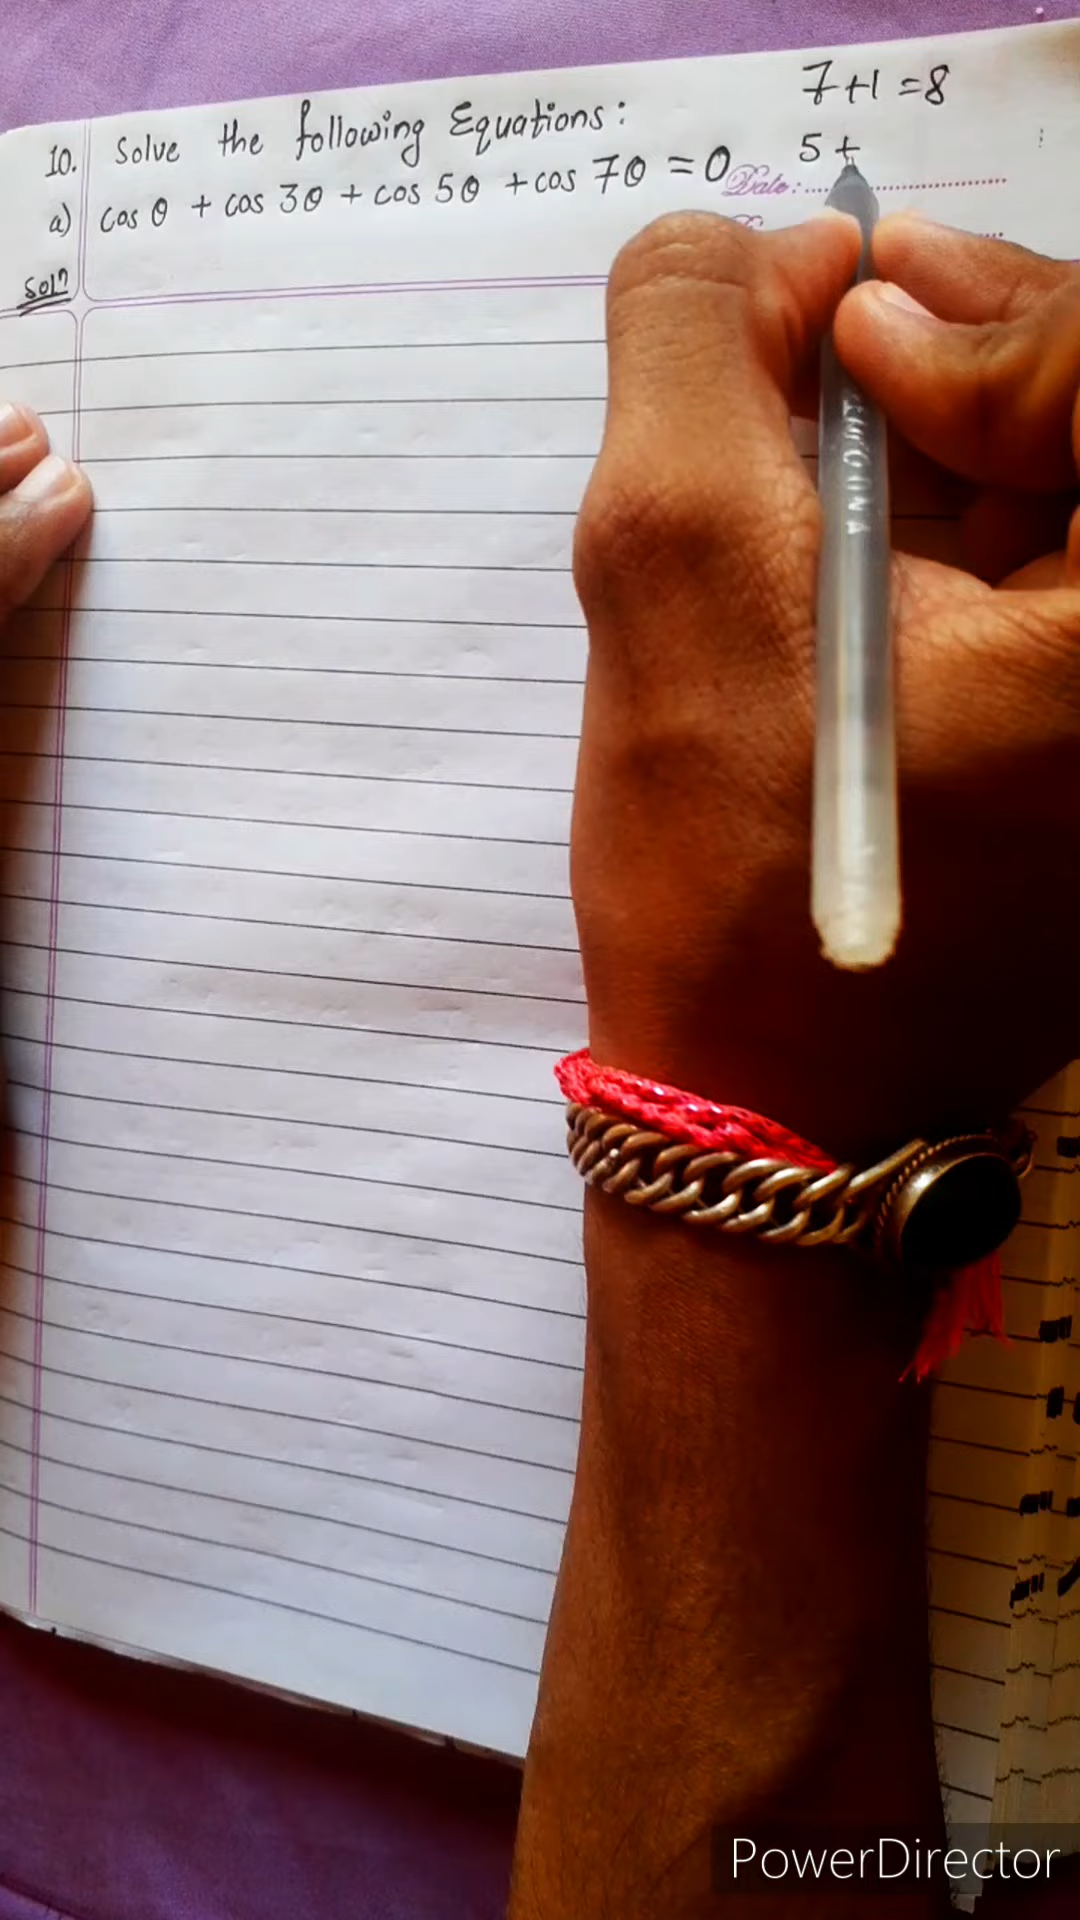 7+1=8
10. Solve the following Equations:
5+
a) cos θ + cos 3θ + cos 5θ + cos 7θ = 0
Date:
Solⁿ
PowerDirector